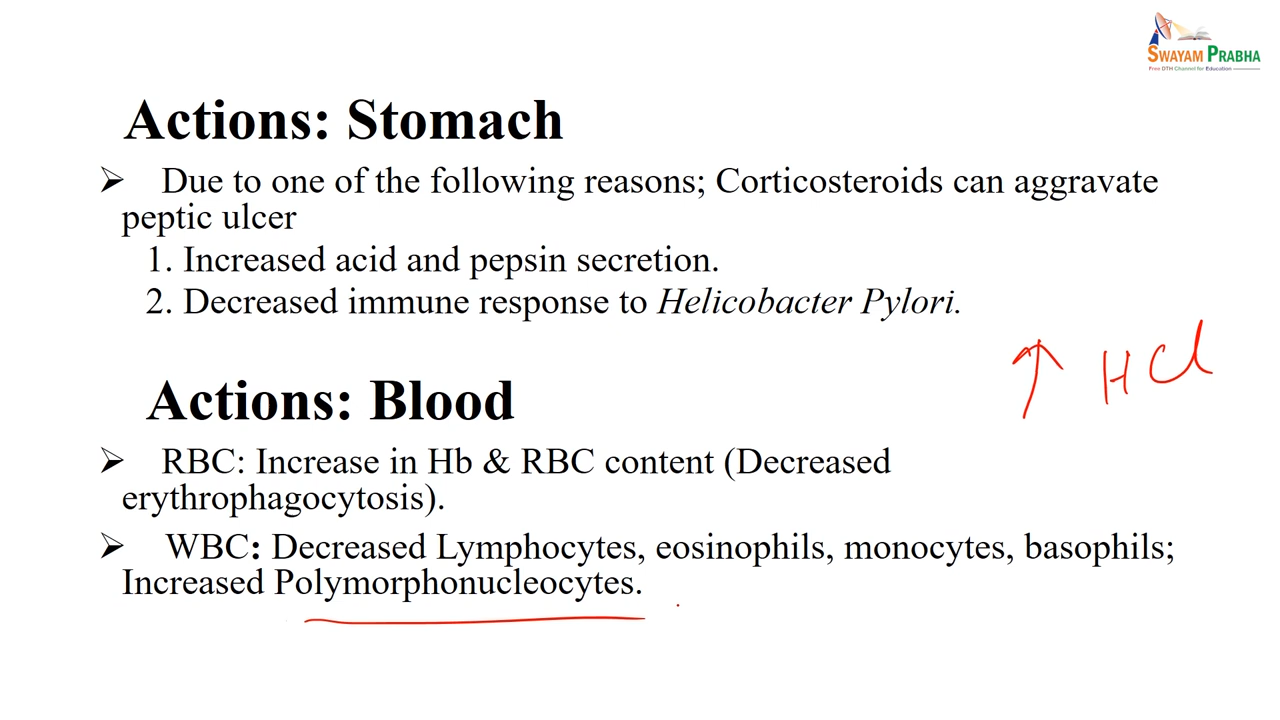 SWAYAM PRABHA
Free DTH Channel for Education
Actions: Stomach
➢ Due to one of the following reasons; Corticosteroids can aggravate
peptic ulcer
1. Increased acid and pepsin secretion.
2. Decreased immune response to Helicobacter Pylori.
↑ HCl
Actions: Blood
➢ RBC: Increase in Hb & RBC content (Decreased
erythrophagocytosis).
➢ WBC: Decreased Lymphocytes, eosinophils, monocytes, basophils;
Increased Polymorphonucleocytes.